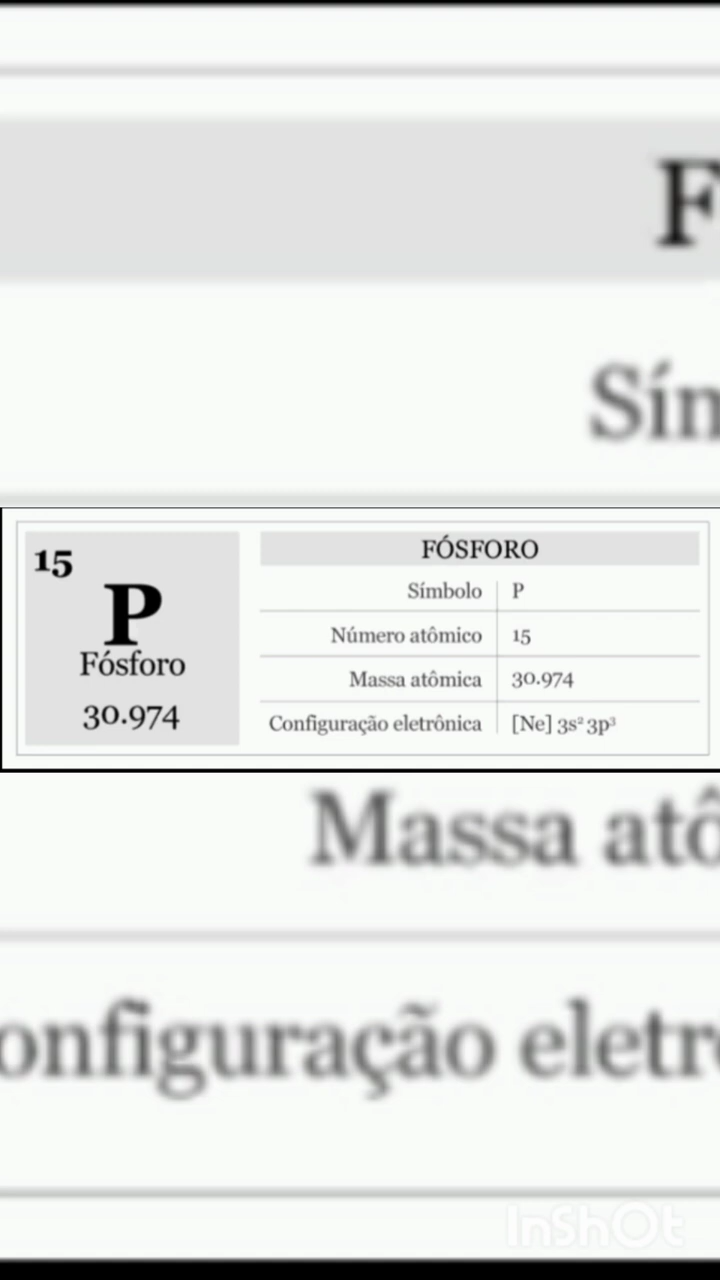 F
Sín
15
P
Fósforo
30.974
FÓSFORO
Símbolo P
Número atômico 15
Massa atômica 30.974
Configuração eletrônica [Ne] 3s² 3p³
Massa atô
onfiguração eletr
InShOt